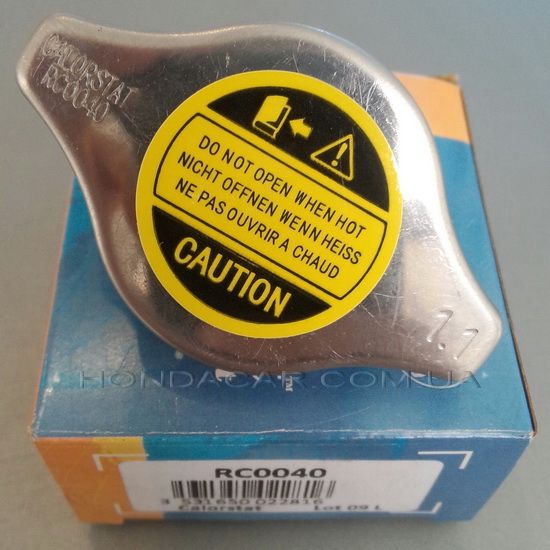 CALORSTAT
RC0040
DO NOT OPEN WHEN HOT
NICHT OFFNEN WENN HEISS
NE PAS OUVRIR A CHAUD
CAUTION
1.1
HONDACAR.COM.UA
RC0040
3 531650 022816
Calorstat Lot 09 L